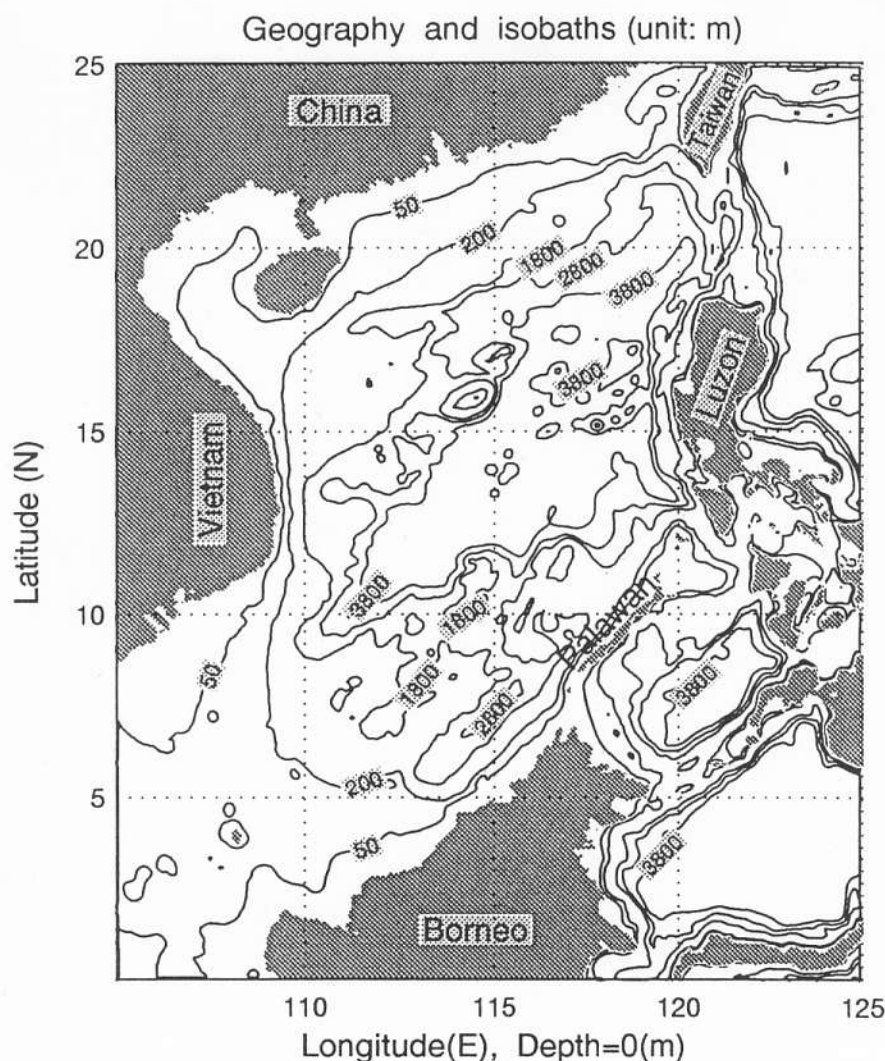 Geography and isobaths (unit: m)
25
China
Taiwan
50
200
20
1800
2800
3800
3800
Luzon
15
Vietnam
Latitude (N)
3800
1800
Palawan
10
50
1800
3800
2800
200
5
50
3800
Borneo
110
115
120
125
Longitude(E), Depth=0(m)